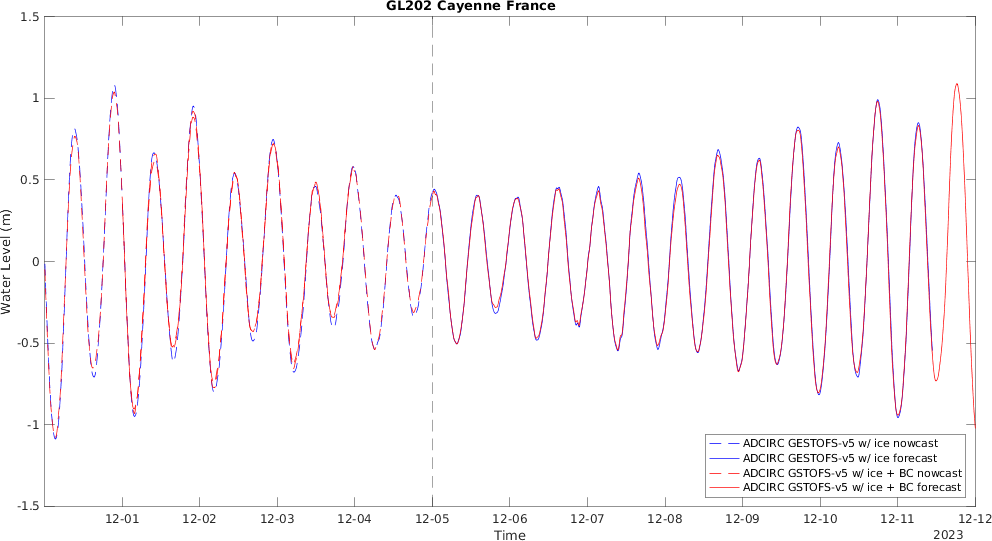 GL202 Cayenne France
1.5
1
0.5
0
-0.5
-1
-1.5
Water Level (m)
12-01 12-02 12-03 12-04 12-05 12-06 12-07 12-08 12-09 12-10 12-11 12-12
Time
2023
ADCIRC GESTOFS-v5 w/ ice nowcast
ADCIRC GESTOFS-v5 w/ ice forecast
ADCIRC GSTOFS-v5 w/ ice + BC nowcast
ADCIRC GSTOFS-v5 w/ ice + BC forecast